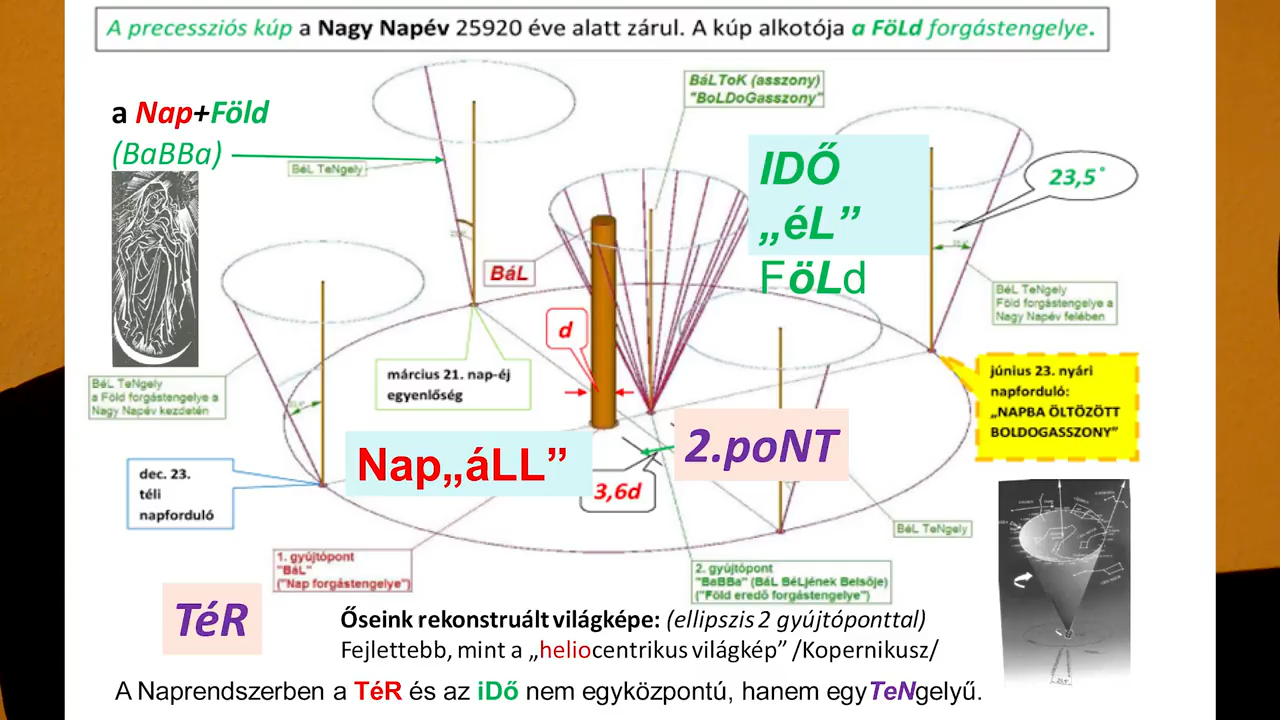 A precessziós kúp a Nagy Napév 25920 éve alatt zárul. A kúp alkotója a FöLd forgástengelye.
a Nap+Föld
(BaBBa)
BéL TeNgely
BáLToK (asszony)
"BoLDoGasszony"
IDŐ
„éL”
FöLd
23,5˚
BáL
d
BéL TeNgely
Föld forgástengelye a
Nagy Napév felében
BéL TeNgely
a Föld forgástengelye a
Nagy Napév kezdetén
március 21. nap-éj
egyenlőség
június 23. nyári
napforduló:
„NAPBA ÖLTÖZÖTT
BOLDOGASSZONY”
Nap„áLL”
2.poNT
3,6d
dec. 23.
téli
napforduló
BéL TeNgely
1. gyújtópont
"BáL"
("Nap forgástengelye")
2. gyújtópont
"BaBBa" (BáL BéLjének Belsője)
("Föld eredő forgástengelye")
TéR
Őseink rekonstruált világképe: (ellipszis 2 gyújtóponttal)
Fejlettebb, mint a „heliocentrikus világkép” /Kopernikusz/
A Naprendszerben a TéR és az iDő nem egyközpontú, hanem egyTeNgelyű.